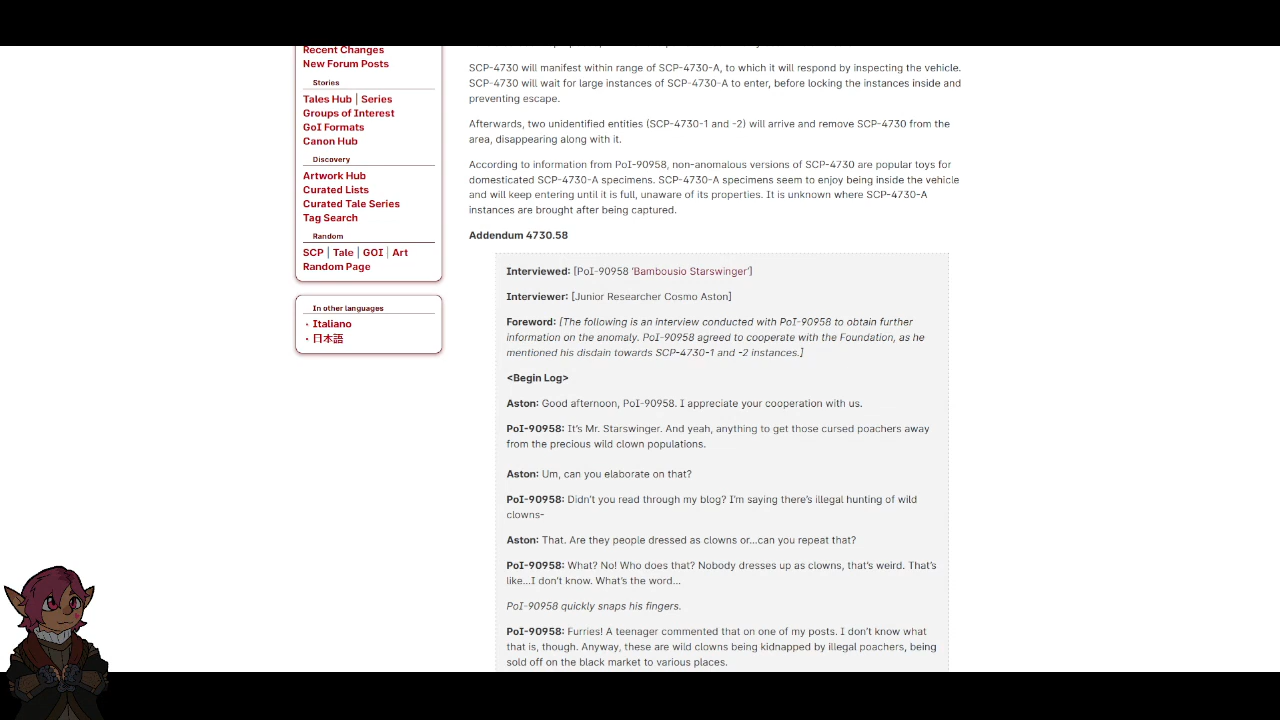 Recent Changes
New Forum Posts
Stories
Tales Hub | Series
Groups of Interest
GoI Formats
Canon Hub
Discovery
Artwork Hub
Curated Lists
Curated Tale Series
Tag Search
Random
SCP | Tale | GOI | Art
Random Page
In other languages
· Italiano
· 日本語
SCP-4730 will manifest within range of SCP-4730-A, to which it will respond by inspecting the vehicle.
SCP-4730 will wait for large instances of SCP-4730-A to enter, before locking the instances inside and
preventing escape.
Afterwards, two unidentified entities (SCP-4730-1 and -2) will arrive and remove SCP-4730 from the
area, disappearing along with it.
According to information from PoI-90958, non-anomalous versions of SCP-4730 are popular toys for
domesticated SCP-4730-A specimens. SCP-4730-A specimens seem to enjoy being inside the vehicle
and will keep entering until it is full, unaware of its properties. It is unknown where SCP-4730-A
instances are brought after being captured.
Addendum 4730.58
Interviewed: [PoI-90958 ‘Bambousio Starswinger’]
Interviewer: [Junior Researcher Cosmo Aston]
Foreword: [The following is an interview conducted with PoI-90958 to obtain further
information on the anomaly. PoI-90958 agreed to cooperate with the Foundation, as he
mentioned his disdain towards SCP-4730-1 and -2 instances.]
<Begin Log>
Aston: Good afternoon, PoI-90958. I appreciate your cooperation with us.
PoI-90958: It’s Mr. Starswinger. And yeah, anything to get those cursed poachers away
from the precious wild clown populations.
Aston: Um, can you elaborate on that?
PoI-90958: Didn’t you read through my blog? I’m saying there’s illegal hunting of wild
clowns-
Aston: That. Are they people dressed as clowns or…can you repeat that?
PoI-90958: What? No! Who does that? Nobody dresses up as clowns, that’s weird. That’s
like…I don’t know. What’s the word…
PoI-90958 quickly snaps his fingers.
PoI-90958: Furries! A teenager commented that on one of my posts. I don’t know what
that is, though. Anyway, these are wild clowns being kidnapped by illegal poachers, being
sold off on the black market to various places.